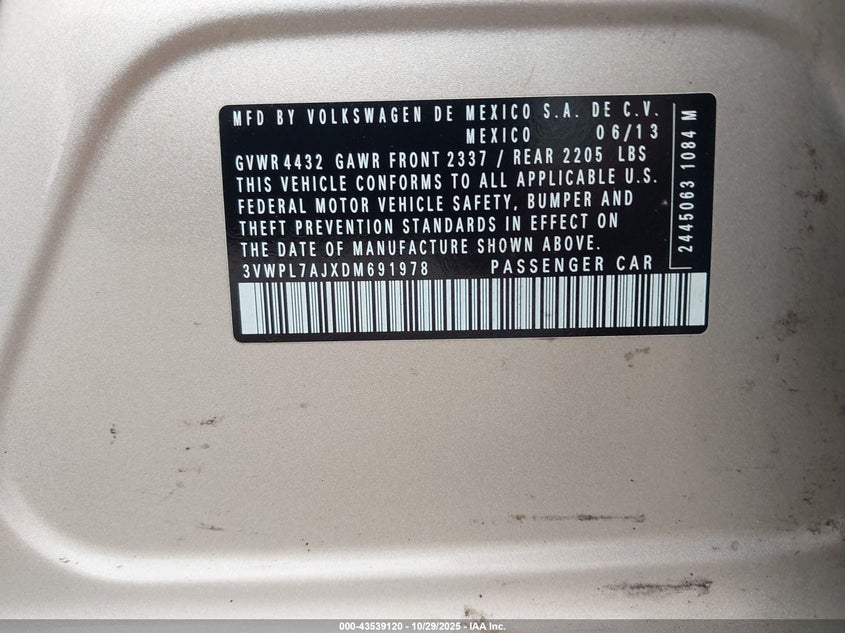 MFD BY VOLKSWAGEN DE MEXICO S.A. DE C.V.
MEXICO 06/13
GVWR 4432 GAWR FRONT 2337 / REAR 2205 LBS
THIS VEHICLE CONFORMS TO ALL APPLICABLE U.S.
FEDERAL MOTOR VEHICLE SAFETY, BUMPER AND
THEFT PREVENTION STANDARDS IN EFFECT ON
THE DATE OF MANUFACTURE SHOWN ABOVE.
3VWPL7AJXDM691978 PASSENGER CAR
2445063 1084 M
000-43539120 - 10/29/2025 - IAA Inc.